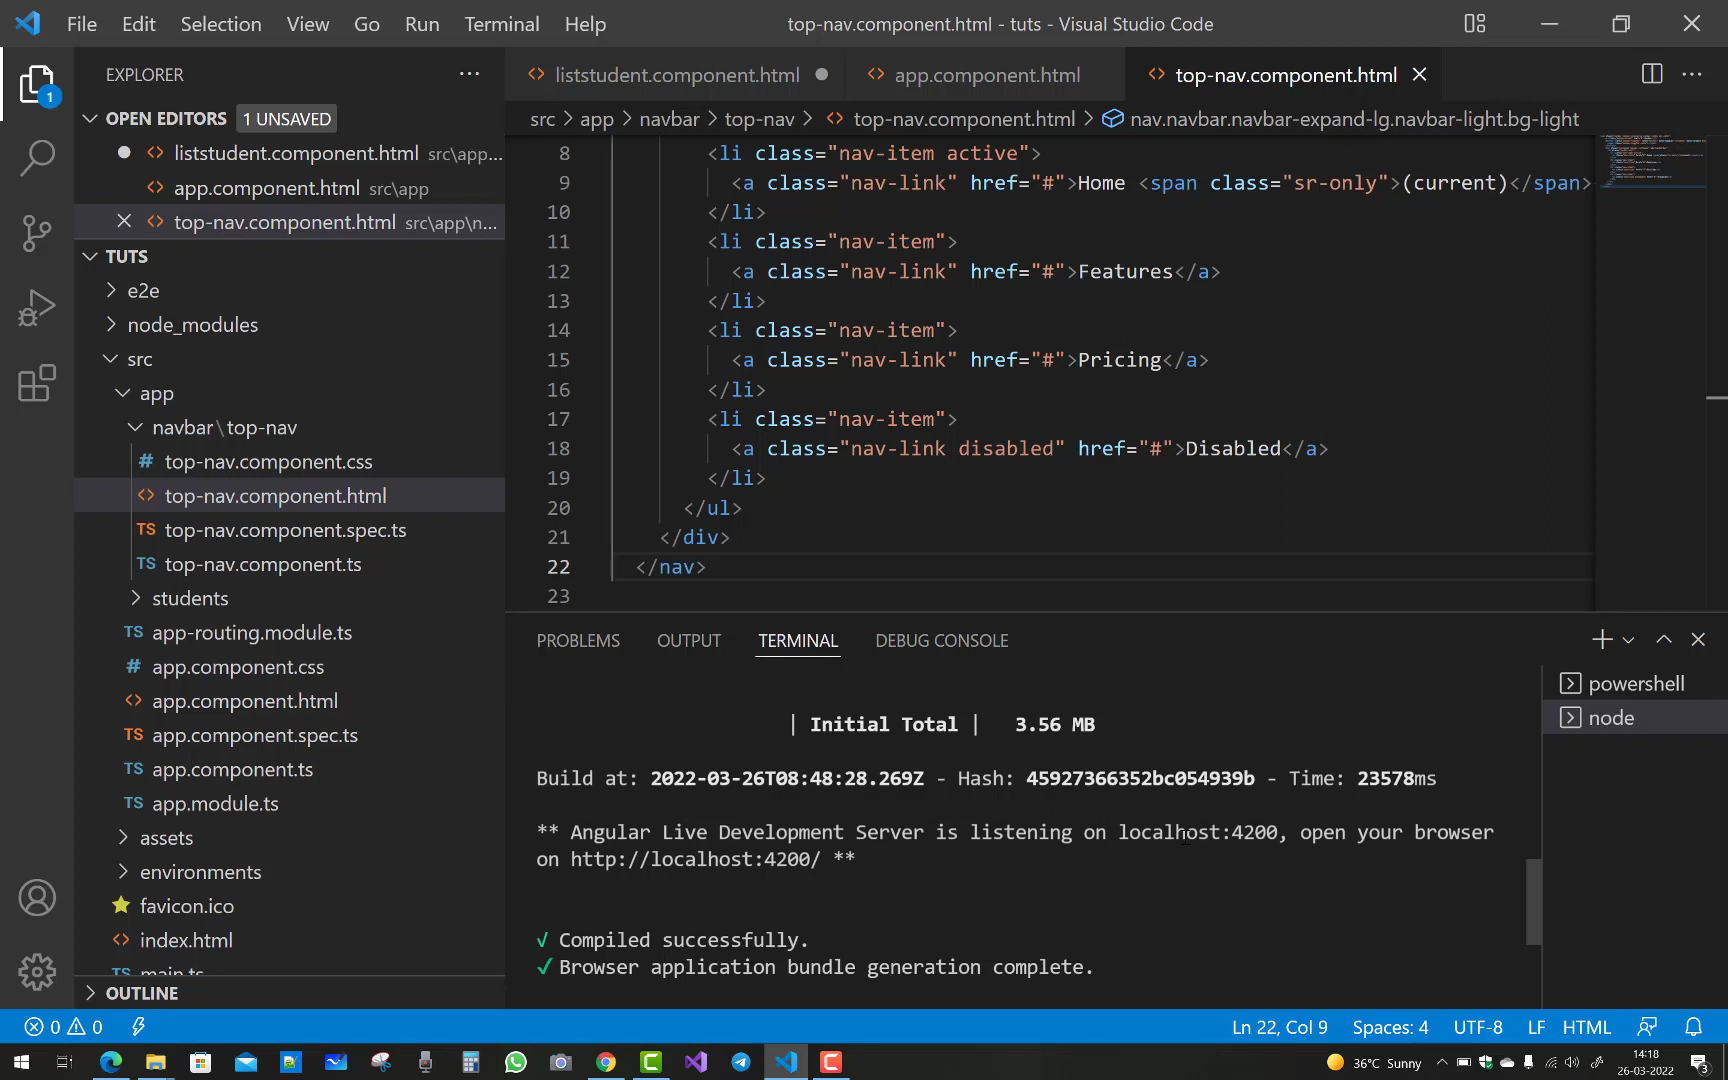 File Edit Selection View Go Run Terminal Help
top-nav.component.html - tuts - Visual Studio Code
EXPLORER
1
OPEN EDITORS 1 UNSAVED
liststudent.component.html src\app...
app.component.html src\app
top-nav.component.html src\app\n...
TUTS
e2e
node_modules
src
app
navbar\top-nav
# top-nav.component.css
<> top-nav.component.html
TS top-nav.component.spec.ts
TS top-nav.component.ts
students
TS app-routing.module.ts
# app.component.css
<> app.component.html
TS app.component.spec.ts
TS app.component.ts
TS app.module.ts
assets
environments
favicon.ico
<> index.html
TS main.ts
OUTLINE
liststudent.component.html
app.component.html
top-nav.component.html
src > app > navbar > top-nav > <> top-nav.component.html > nav.navbar.navbar-expand-lg.navbar-light.bg-light
8 <li class="nav-item active">
9 <a class="nav-link" href="#">Home <span class="sr-only">(current)</span>
10 </li>
11 <li class="nav-item">
12 <a class="nav-link" href="#">Features</a>
13 </li>
14 <li class="nav-item">
15 <a class="nav-link" href="#">Pricing</a>
16 </li>
17 <li class="nav-item">
18 <a class="nav-link disabled" href="#">Disabled</a>
19 </li>
20 </ul>
21 </div>
22 </nav>
23
PROBLEMS OUTPUT TERMINAL DEBUG CONSOLE
powershell
node
| Initial Total | 3.56 MB
Build at: 2022-03-26T08:48:28.269Z - Hash: 45927366352bc054939b - Time: 23578ms
** Angular Live Development Server is listening on localhost:4200, open your browser
on http://localhost:4200/ **
√ Compiled successfully.
✓ Browser application bundle generation complete.
0 0
Ln 22, Col 9 Spaces: 4 UTF-8 LF HTML
36°C Sunny
14:18
26-03-2022
3